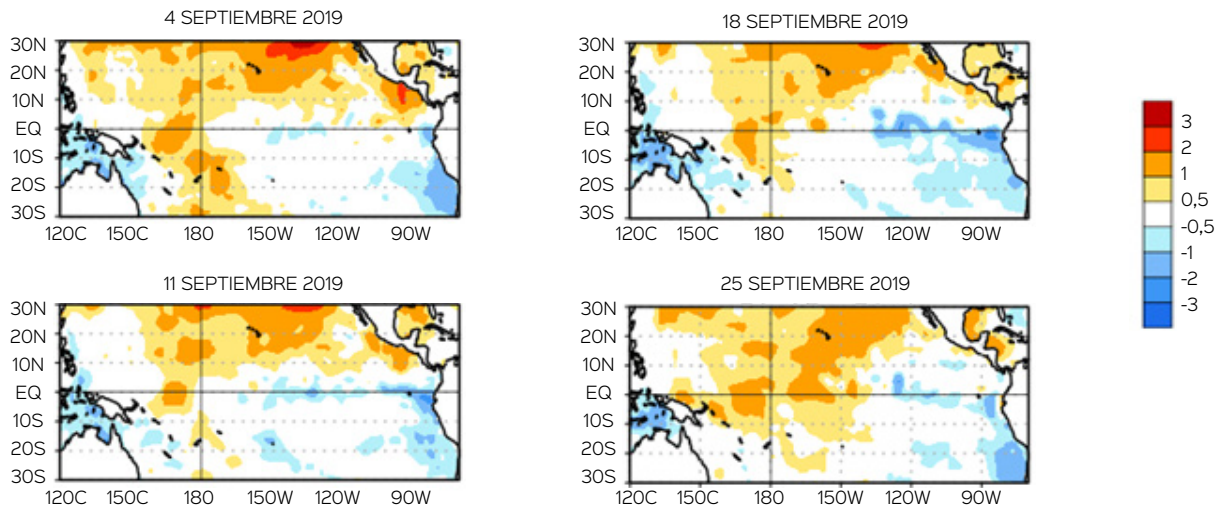 4 SEPTIEMBRE 2019
30N
20N
10N
EQ
10S
20S
30S
120C 150C 180 150W 120W 90W
18 SEPTIEMBRE 2019
30N
20N
10N
EQ
10S
20S
30S
120C 150C 180 150W 120W 90W
11 SEPTIEMBRE 2019
30N
20N
10N
EQ
10S
20S
30S
120C 150C 180 150W 120W 90W
25 SEPTIEMBRE 2019
30N
20N
10N
EQ
10S
20S
30S
120C 150C 180 150W 120W 90W
3
2
1
0,5
-0,5
-1
-2
-3